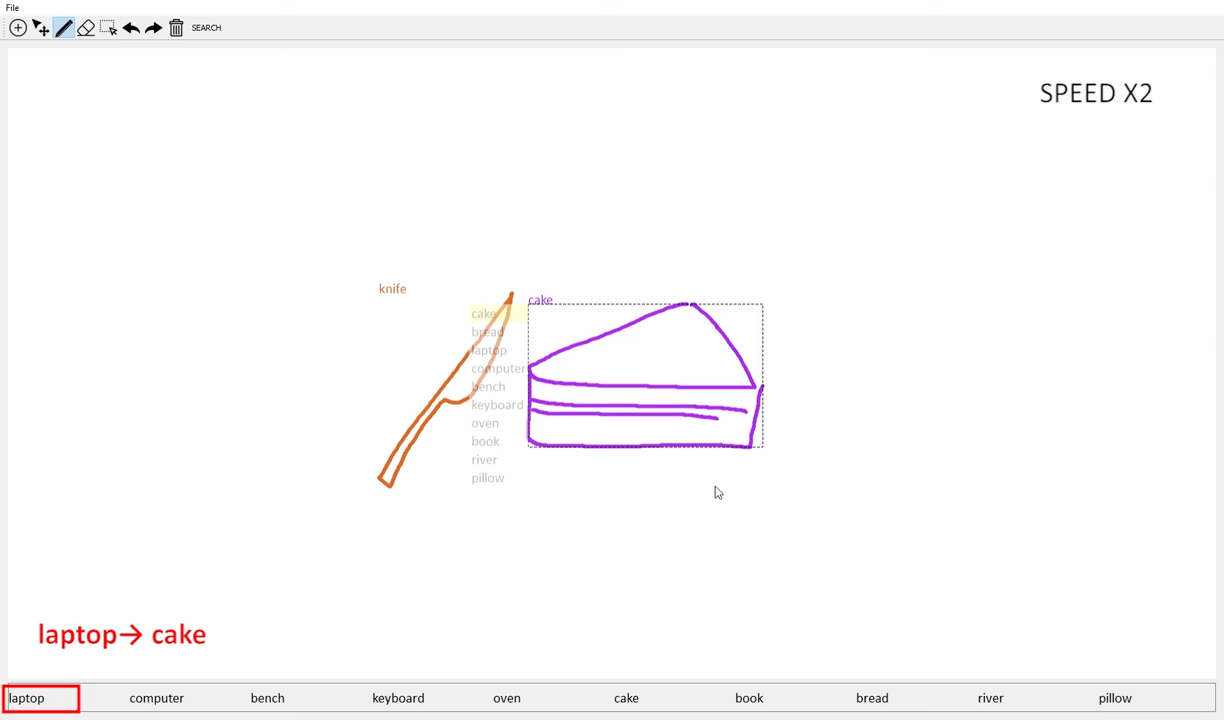 File
SEARCH
SPEED X2
knife
cake
cake
bread
laptop
computer
bench
keyboard
oven
book
river
pillow
laptop→ cake
laptop computer bench keyboard oven cake book bread river pillow